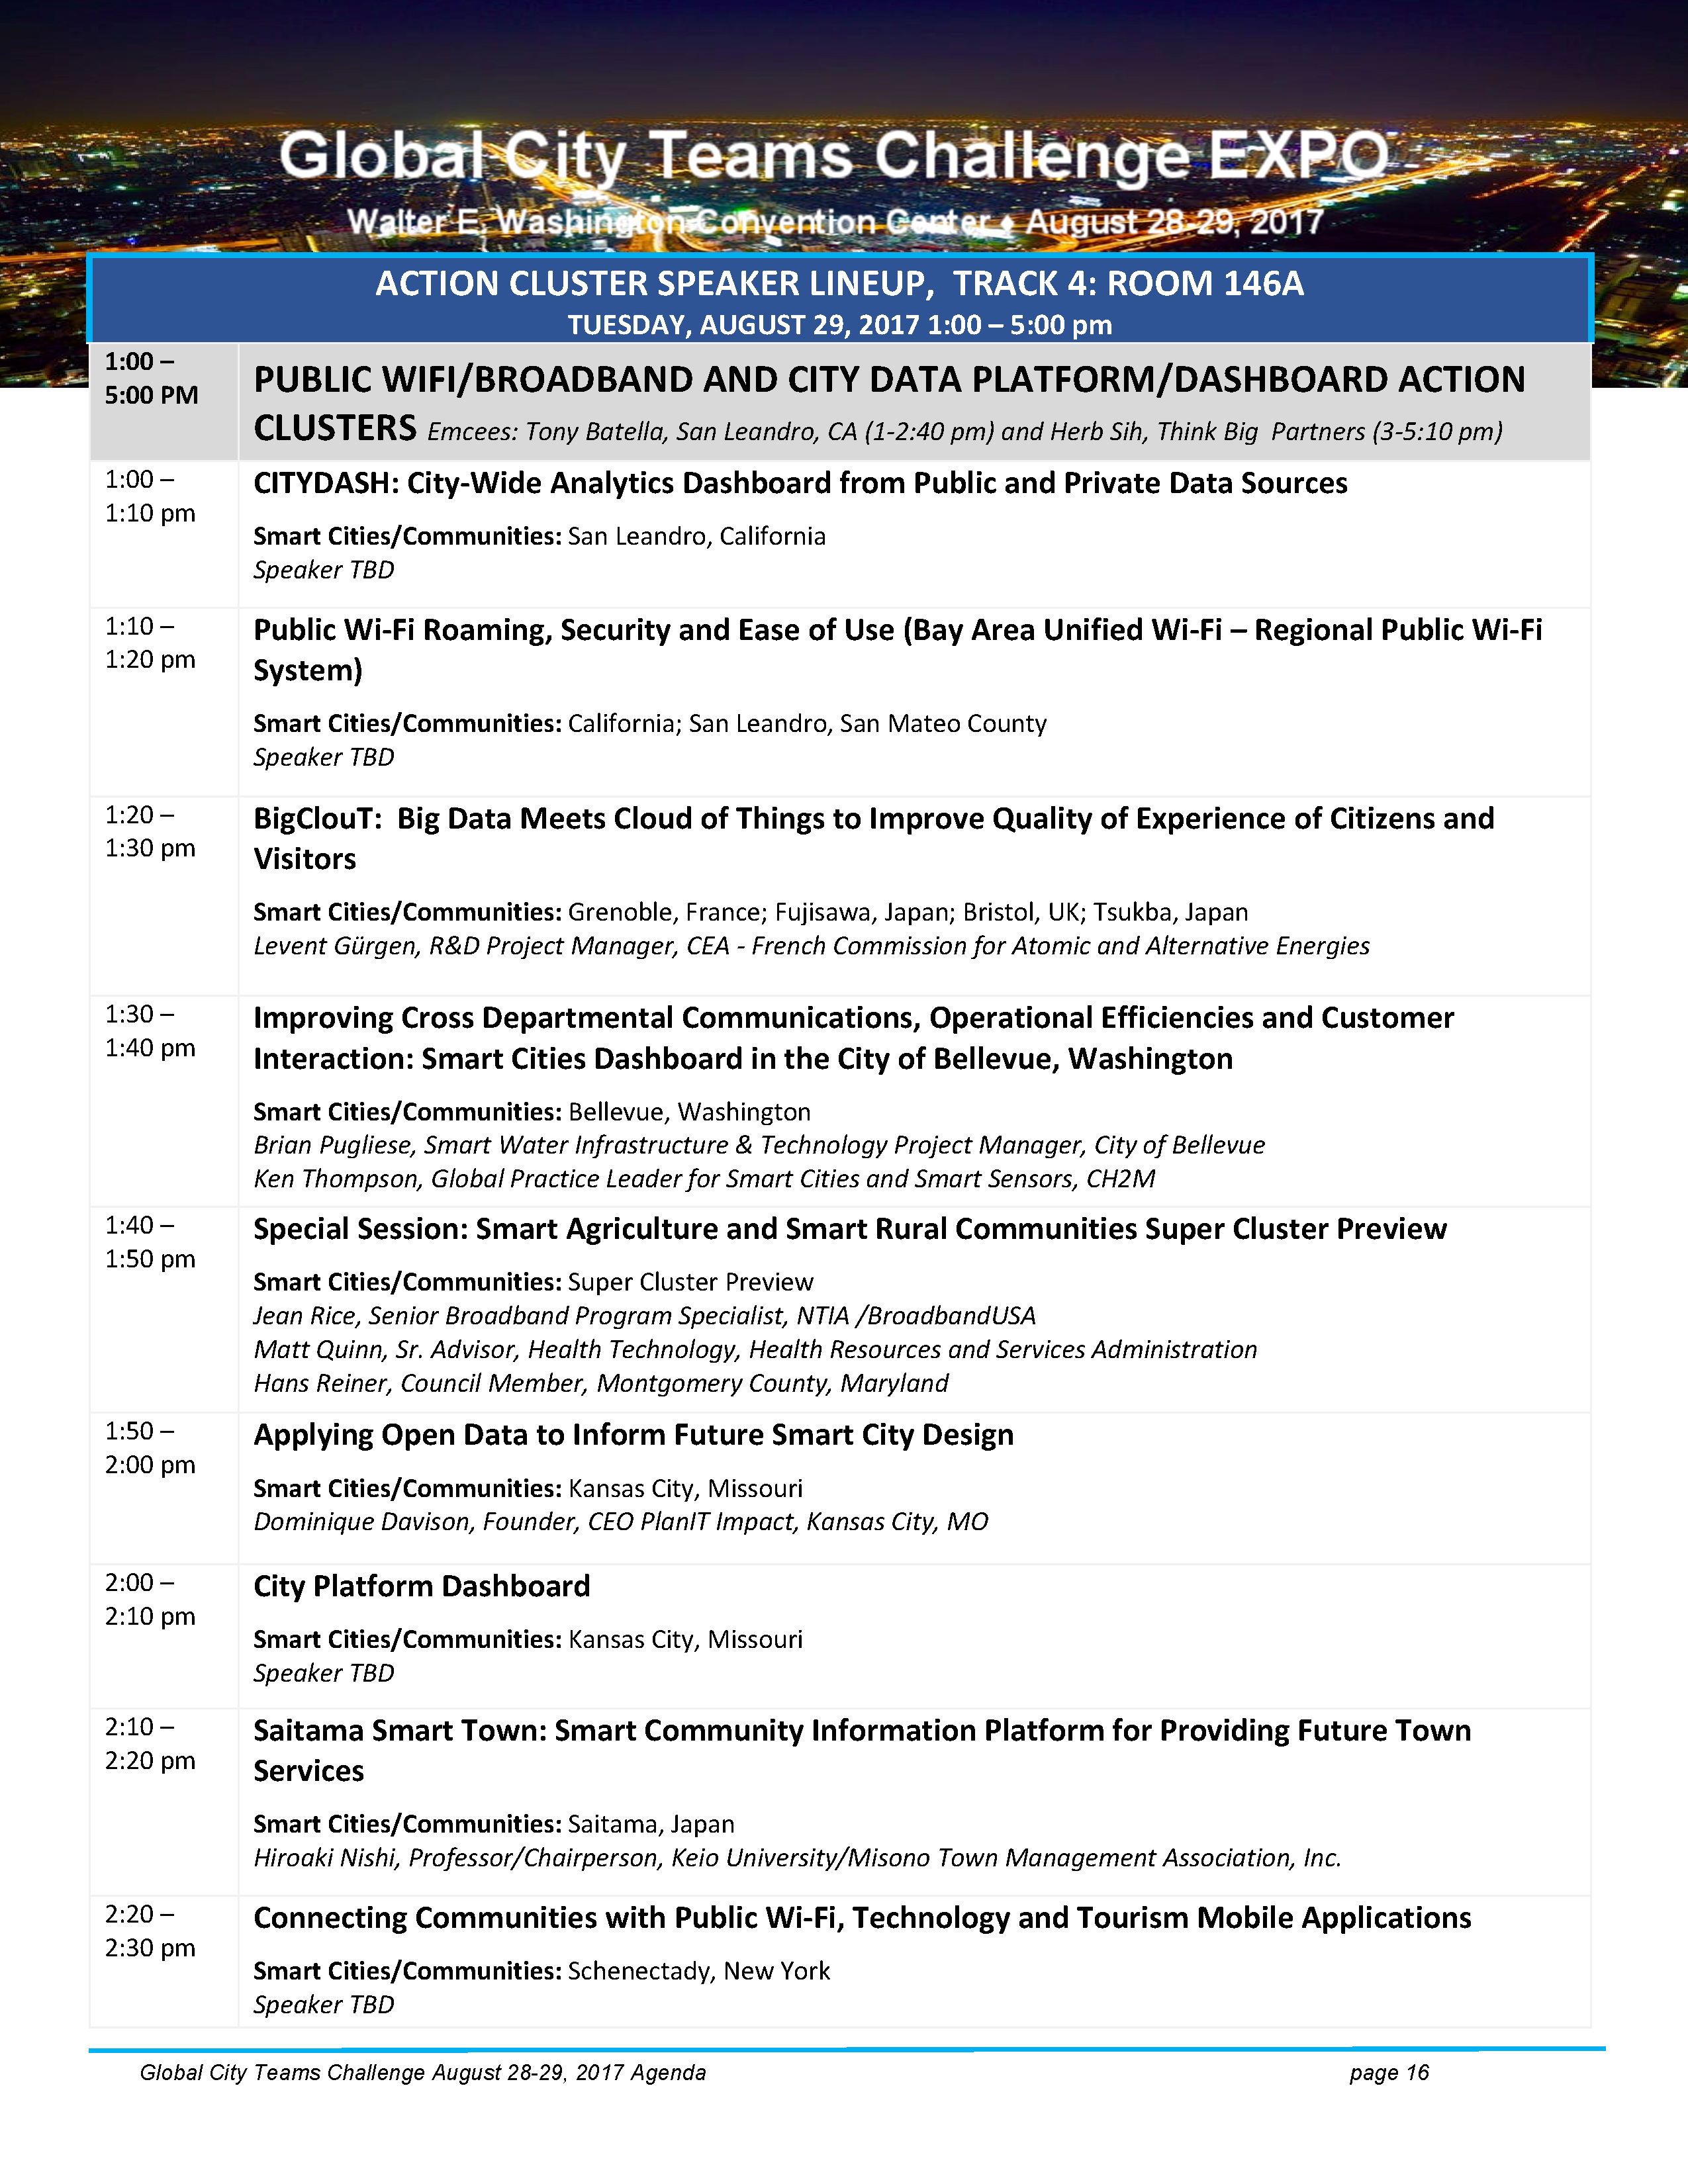 Global City Teams Challenge EXPO
Walter E. Washington Convention Center ♦ August 28-29, 2017
ACTION CLUSTER SPEAKER LINEUP,  TRACK 4: ROOM 146A
TUESDAY, AUGUST 29, 2017 1:00 – 5:00 pm
1:00 –
5:00 PM
PUBLIC WIFI/BROADBAND AND CITY DATA PLATFORM/DASHBOARD ACTION
CLUSTERS Emcees: Tony Batella, San Leandro, CA (1-2:40 pm) and Herb Sih, Think Big  Partners (3-5:10 pm)
1:00 –
1:10 pm
CITYDASH: City-Wide Analytics Dashboard from Public and Private Data Sources
Smart Cities/Communities: San Leandro, California
Speaker TBD
1:10 –
1:20 pm
Public Wi-Fi Roaming, Security and Ease of Use (Bay Area Unified Wi-Fi – Regional Public Wi-Fi
System)
Smart Cities/Communities: California; San Leandro, San Mateo County
Speaker TBD
1:20 –
1:30 pm
BigClouT:  Big Data Meets Cloud of Things to Improve Quality of Experience of Citizens and
Visitors
Smart Cities/Communities: Grenoble, France; Fujisawa, Japan; Bristol, UK; Tsukba, Japan
Levent Gürgen, R&D Project Manager, CEA - French Commission for Atomic and Alternative Energies
1:30 –
1:40 pm
Improving Cross Departmental Communications, Operational Efficiencies and Customer
Interaction: Smart Cities Dashboard in the City of Bellevue, Washington
Smart Cities/Communities: Bellevue, Washington
Brian Pugliese, Smart Water Infrastructure & Technology Project Manager, City of Bellevue
Ken Thompson, Global Practice Leader for Smart Cities and Smart Sensors, CH2M
1:40 –
1:50 pm
Special Session: Smart Agriculture and Smart Rural Communities Super Cluster Preview
Smart Cities/Communities: Super Cluster Preview
Jean Rice, Senior Broadband Program Specialist, NTIA /BroadbandUSA
Matt Quinn, Sr. Advisor, Health Technology, Health Resources and Services Administration
Hans Reiner, Council Member, Montgomery County, Maryland
1:50 –
2:00 pm
Applying Open Data to Inform Future Smart City Design
Smart Cities/Communities: Kansas City, Missouri
Dominique Davison, Founder, CEO PlanIT Impact, Kansas City, MO
2:00 –
2:10 pm
City Platform Dashboard
Smart Cities/Communities: Kansas City, Missouri
Speaker TBD
2:10 –
2:20 pm
Saitama Smart Town: Smart Community Information Platform for Providing Future Town
Services
Smart Cities/Communities: Saitama, Japan
Hiroaki Nishi, Professor/Chairperson, Keio University/Misono Town Management Association, Inc.
2:20 –
2:30 pm
Connecting Communities with Public Wi-Fi, Technology and Tourism Mobile Applications
Smart Cities/Communities: Schenectady, New York
Speaker TBD
Global City Teams Challenge August 28-29, 2017 Agenda
page 16